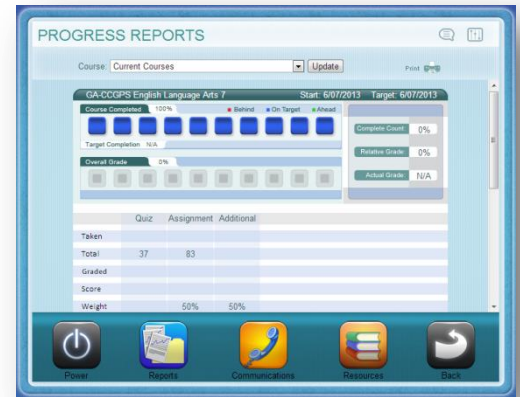 PROGRESS REPORTS
Course: Current Courses Update Print
GA-CCGPS English Language Arts 7 Start: 6/07/2013 Target: 6/07/2013
Course Completed 100% Behind On Target Ahead
Target Completion N/A
Overall Grade 0%
Complete Count: 0%
Relative Grade: 0%
Actual Grade: N/A
Quiz Assignment Additional
Taken
Total 37 83
Graded
Score
Weight 50% 50%
Power Reports Communications Resources Back